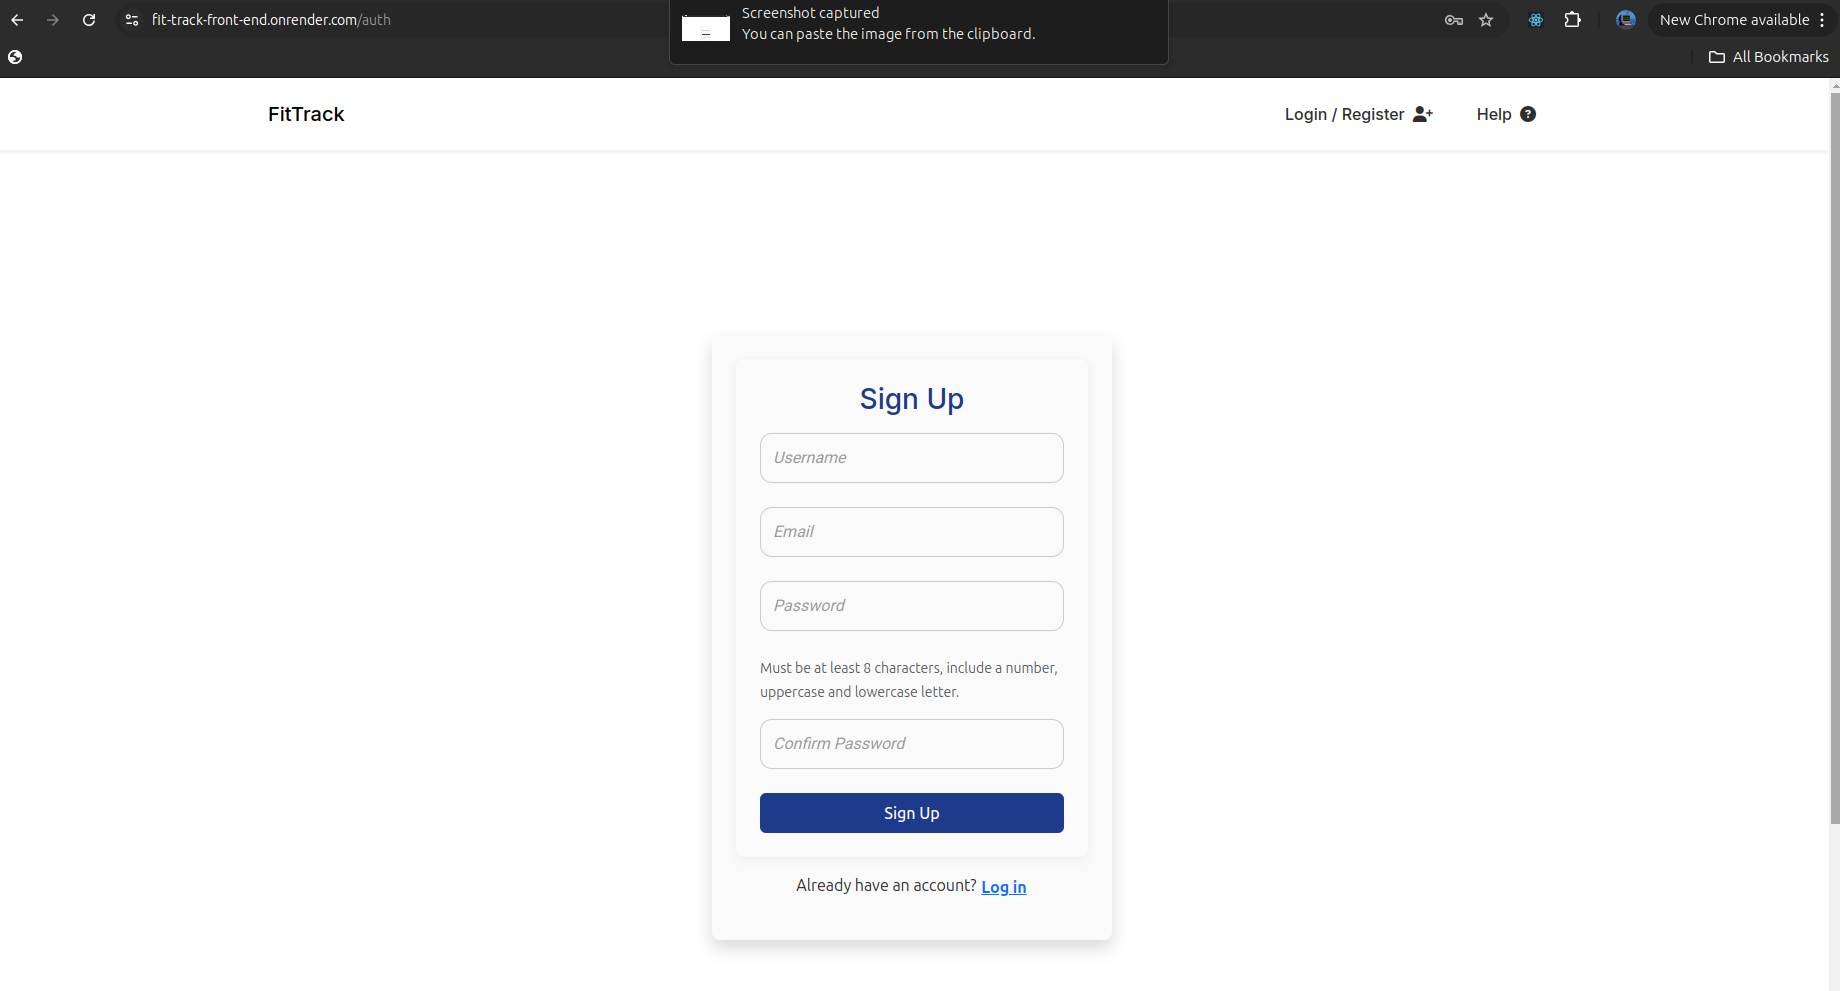 fit-track-front-end.onrender.com/auth
Screenshot captured
You can paste the image from the clipboard.
New Chrome available
All Bookmarks
FitTrack
Login / Register
Help ?
Sign Up
Username
Email
Password
Must be at least 8 characters, include a number,
uppercase and lowercase letter.
Confirm Password
Sign Up
Already have an account? Log in